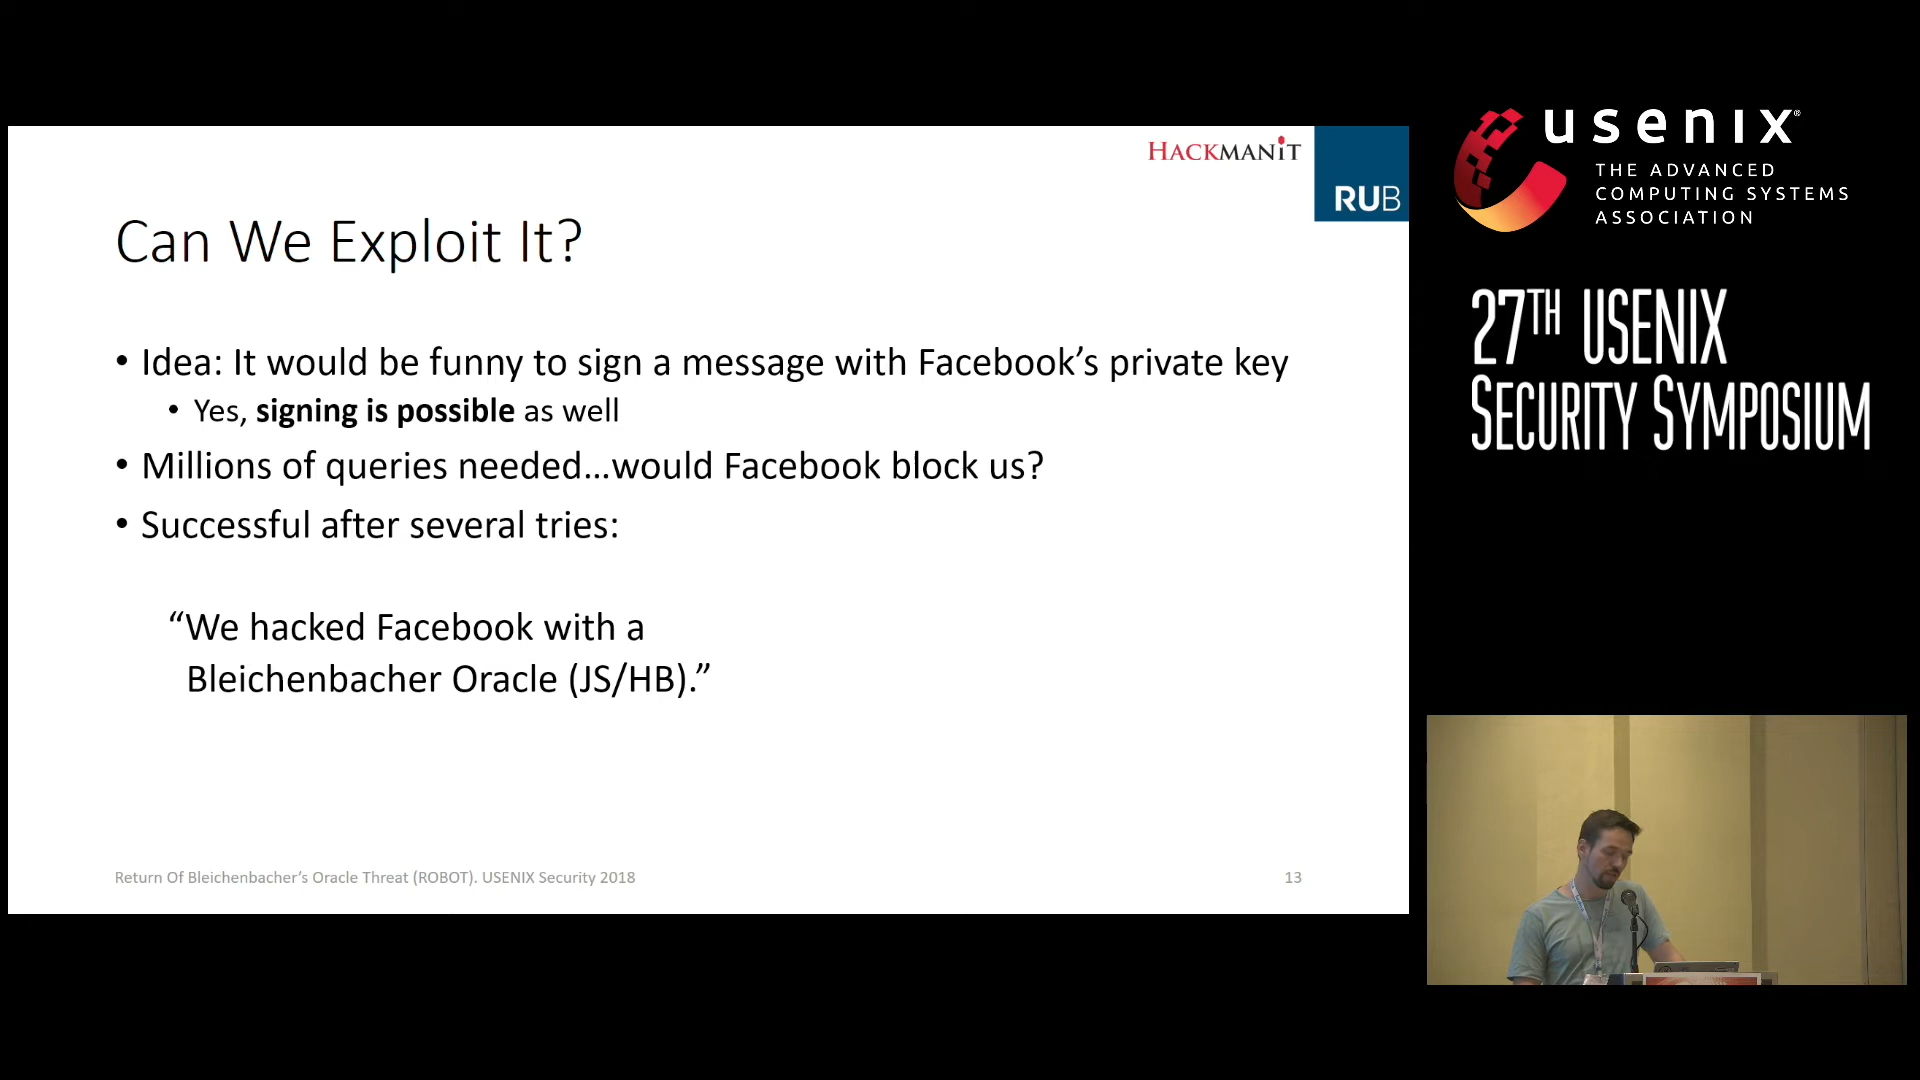 HACKMANIT
RUB
Can We Exploit It?
• Idea: It would be funny to sign a message with Facebook’s private key
• Yes, signing is possible as well
• Millions of queries needed...would Facebook block us?
• Successful after several tries:
“We hacked Facebook with a
Bleichenbacher Oracle (JS/HB).”
Return Of Bleichenbacher’s Oracle Threat (ROBOT). USENIX Security 2018
13
usenix®
THE ADVANCED
COMPUTING SYSTEMS
ASSOCIATION
27TH USENIX
SECURITY SYMPOSIUM